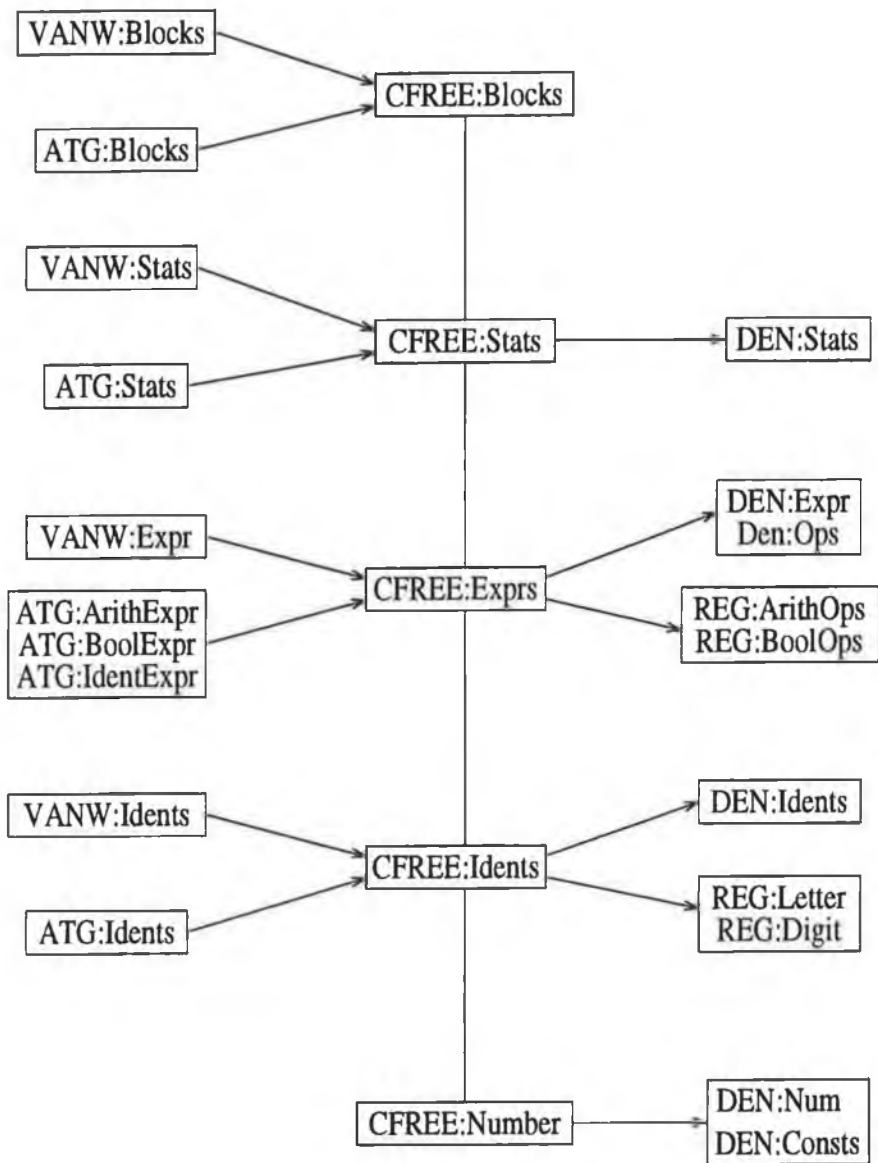 VANW:Blocks
CFREE:Blocks
ATG:Blocks
VANW:Stats
CFREE:Stats
DEN:Stats
ATG:Stats
VANW:Expr
DEN:Expr
Den:Ops
CFREE:Exprs
ATG:ArithExpr
ATG:BoolExpr
ATG:IdentExpr
REG:ArithOps
REG:BoolOps
VANW:Idents
DEN:Idents
CFREE:Idents
ATG:Idents
REG:Letter
REG:Digit
CFREE:Number
DEN:Num
DEN:Consts